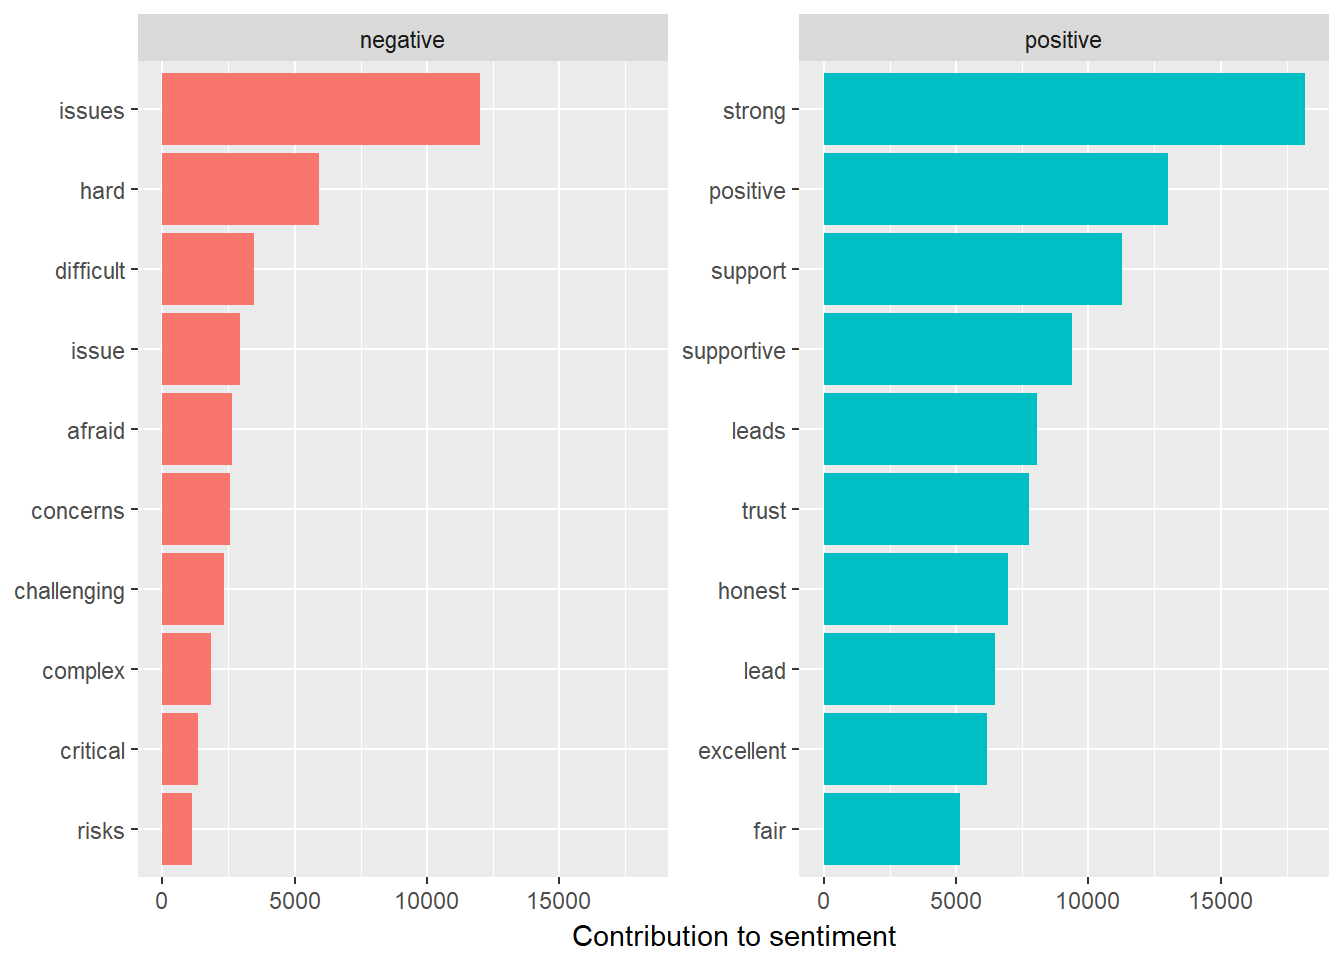 negative
issues
hard
difficult
issue
afraid
concerns
challenging
complex
critical
risks
0 5000 10000 15000
positive
strong
positive
support
supportive
leads
trust
honest
lead
excellent
fair
0 5000 10000 15000
Contribution to sentiment